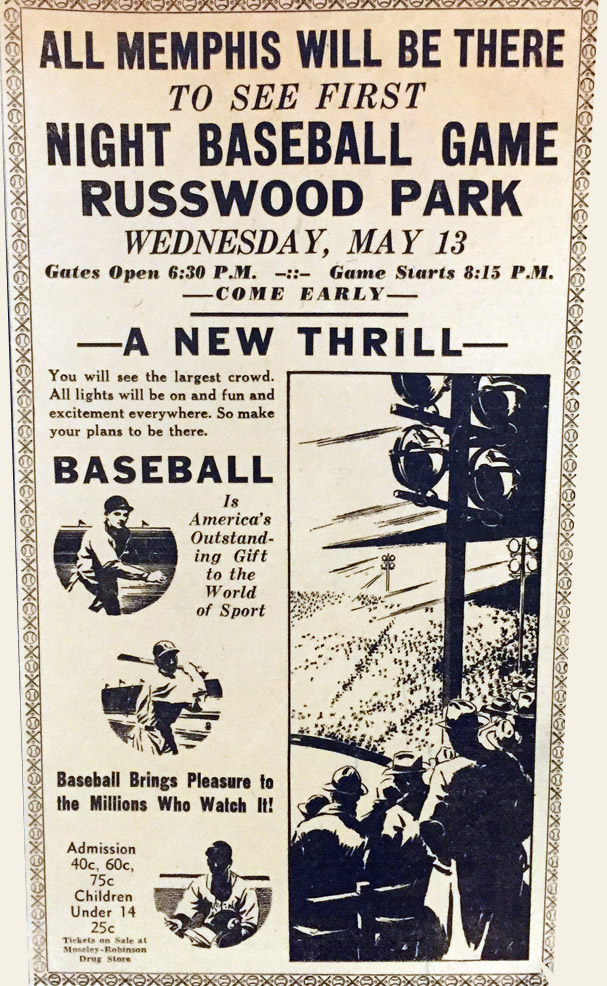 ALL MEMPHIS WILL BE THERE
TO SEE FIRST
NIGHT BASEBALL GAME
RUSSWOOD PARK
WEDNESDAY, MAY 13
Gates Open 6:30 P.M. -::- Game Starts 8:15 P.M.
—COME EARLY—
—A NEW THRILL—
You will see the largest crowd.
All lights will be on and fun and
excitement everywhere. So make
your plans to be there.
BASEBALL
Is
America's
Outstand-
ing Gift
to the
World
of Sport
Baseball Brings Pleasure to
the Millions Who Watch It!
Admission
40c, 60c,
75c
Children
Under 14
25c
Tickets on Sale at
Moseley-Robinson
Drug Store